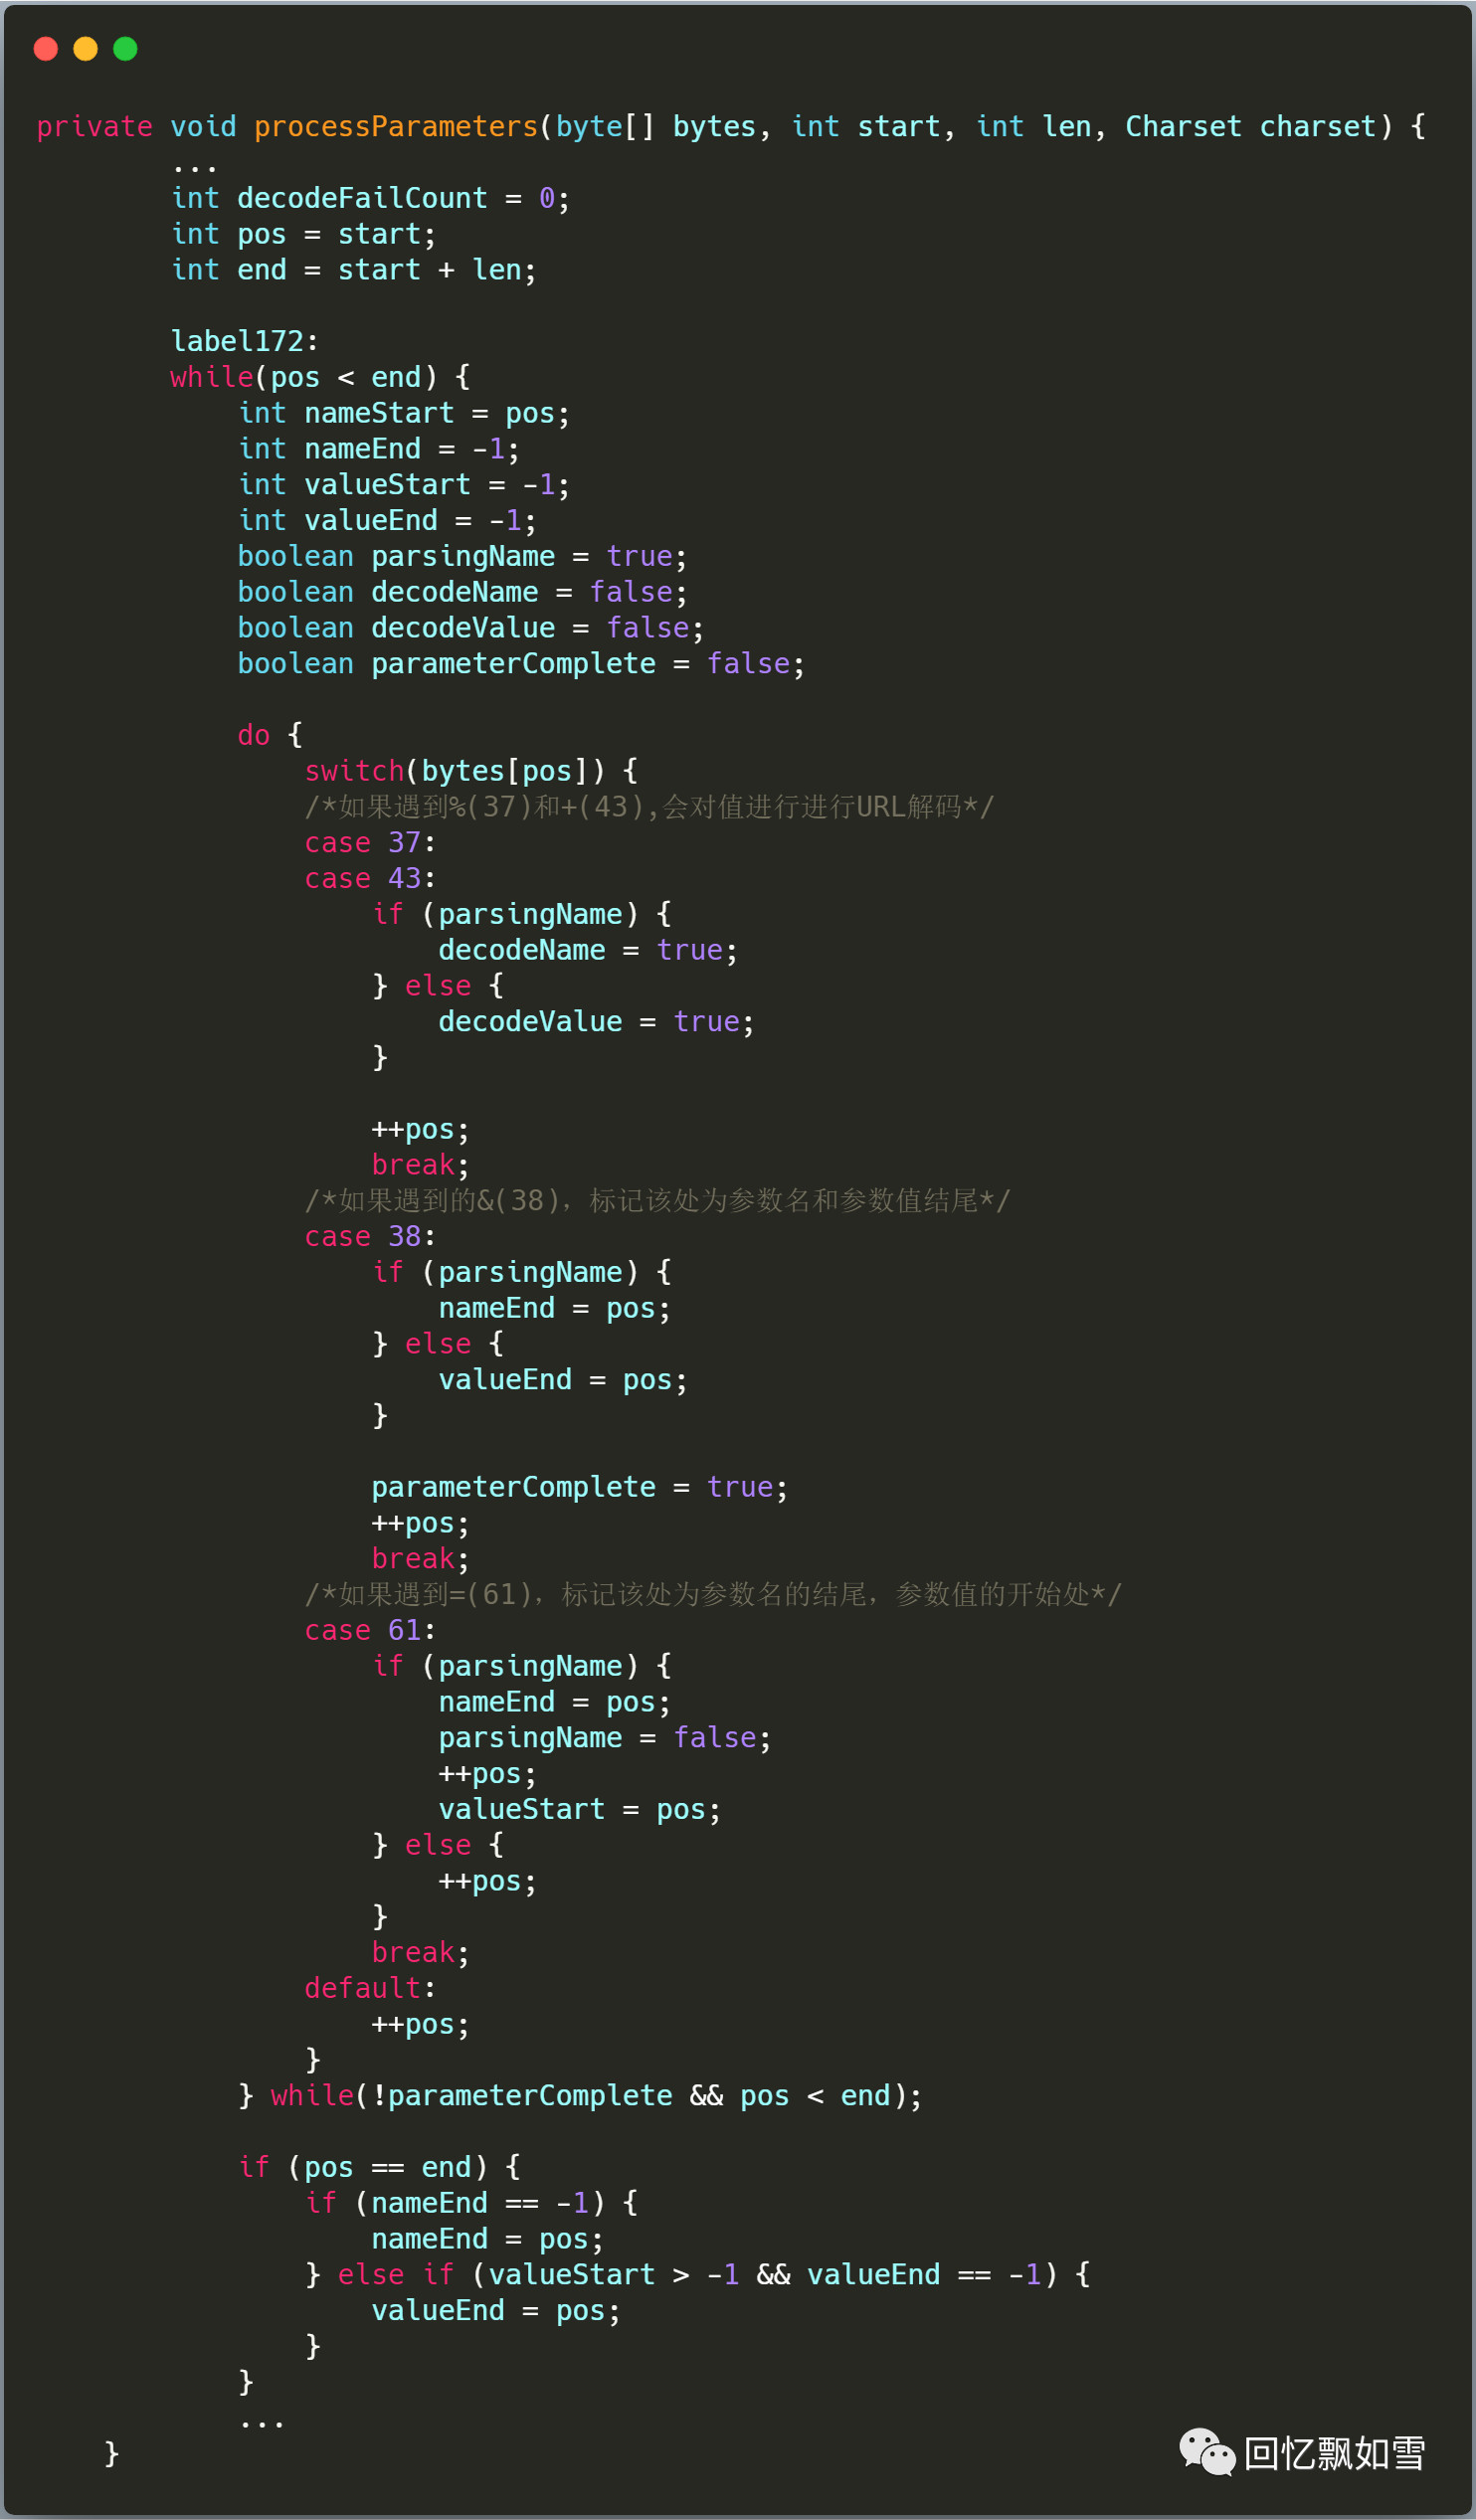 private void processParameters(byte[] bytes, int start, int len, Charset charset) {
        ...
        int decodeFailCount = 0;
        int pos = start;
        int end = start + len;

        label172:
        while(pos < end) {
            int nameStart = pos;
            int nameEnd = -1;
            int valueStart = -1;
            int valueEnd = -1;
            boolean parsingName = true;
            boolean decodeName = false;
            boolean decodeValue = false;
            boolean parameterComplete = false;

            do {
                switch(bytes[pos]) {
                /*如果遇到%(37)和+(43),会对值进行进行URL解码*/
                case 37:
                case 43:
                    if (parsingName) {
                        decodeName = true;
                    } else {
                        decodeValue = true;
                    }

                    ++pos;
                    break;
                /*如果遇到的&(38)，标记该处为参数名和参数值结尾*/
                case 38:
                    if (parsingName) {
                        nameEnd = pos;
                    } else {
                        valueEnd = pos;
                    }

                    parameterComplete = true;
                    ++pos;
                    break;
                /*如果遇到=(61)，标记该处为参数名的结尾，参数值的开始处*/
                case 61:
                    if (parsingName) {
                        nameEnd = pos;
                        parsingName = false;
                        ++pos;
                        valueStart = pos;
                    } else {
                        ++pos;
                    }
                    break;
                default:
                    ++pos;
                }
            } while(!parameterComplete && pos < end);

            if (pos == end) {
                if (nameEnd == -1) {
                    nameEnd = pos;
                } else if (valueStart > -1 && valueEnd == -1) {
                    valueEnd = pos;
                }
            }
            ...
    }
回忆飘如雪